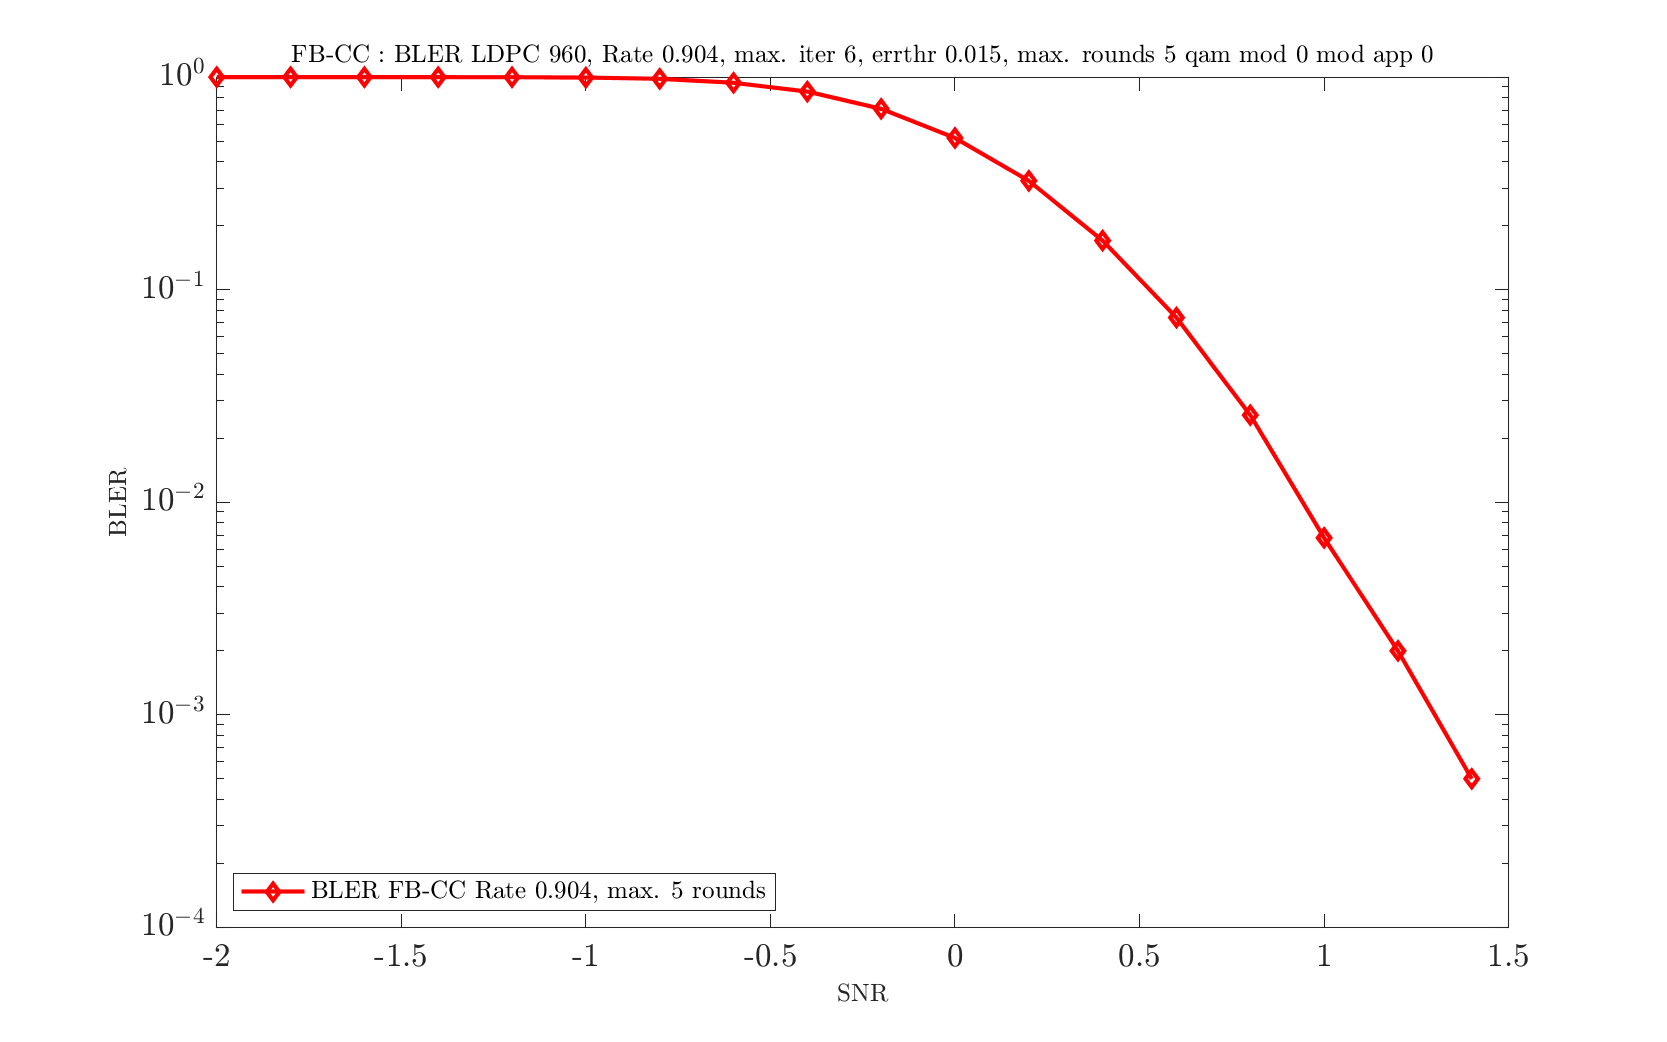 FB-CC : BLER LDPC 960, Rate 0.904, max. iter 6, errthr 0.015, max. rounds 5 qam mod 0 mod app 0
10⁰
10⁻¹
10⁻²
10⁻³
10⁻⁴
BLER
BLER FB-CC Rate 0.904, max. 5 rounds
-2 -1.5 -1 -0.5 0 0.5 1 1.5
SNR